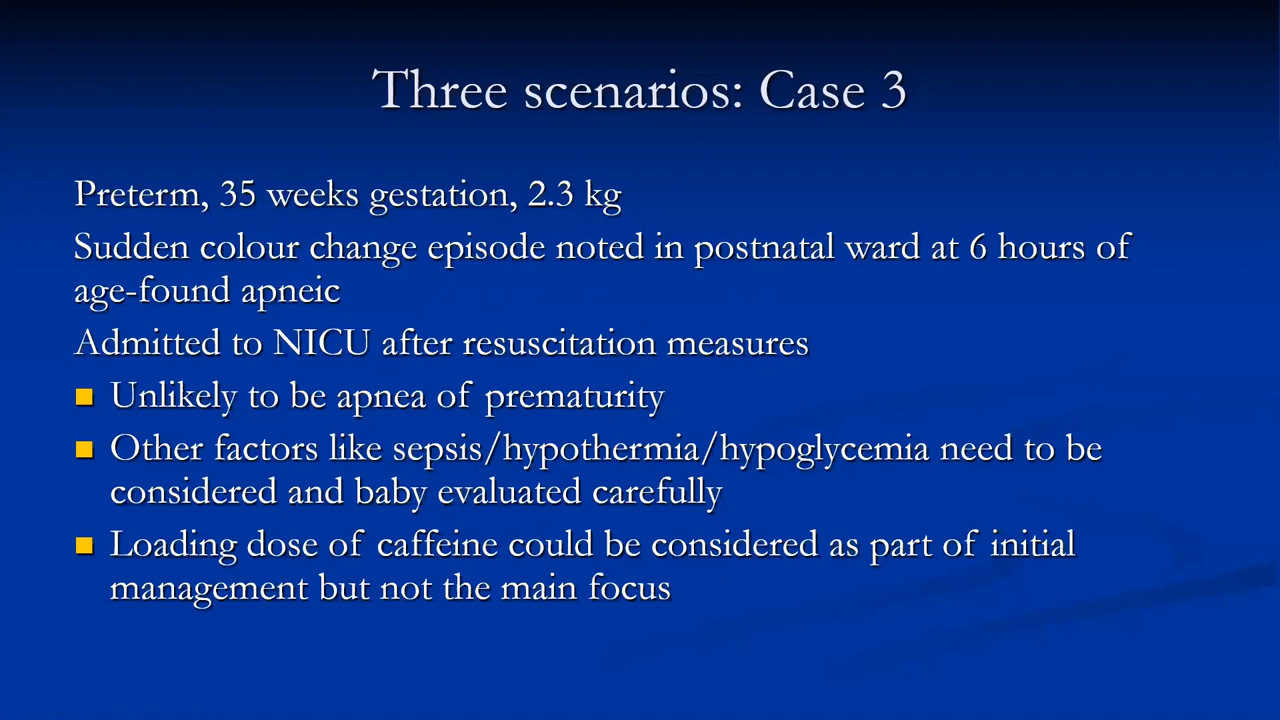 Three scenarios: Case 3
Preterm, 35 weeks gestation, 2.3 kg
Sudden colour change episode noted in postnatal ward at 6 hours of
age-found apneic
Admitted to NICU after resuscitation measures
Unlikely to be apnea of prematurity
Other factors like sepsis/hypothermia/hypoglycemia need to be
considered and baby evaluated carefully
Loading dose of caffeine could be considered as part of initial
management but not the main focus